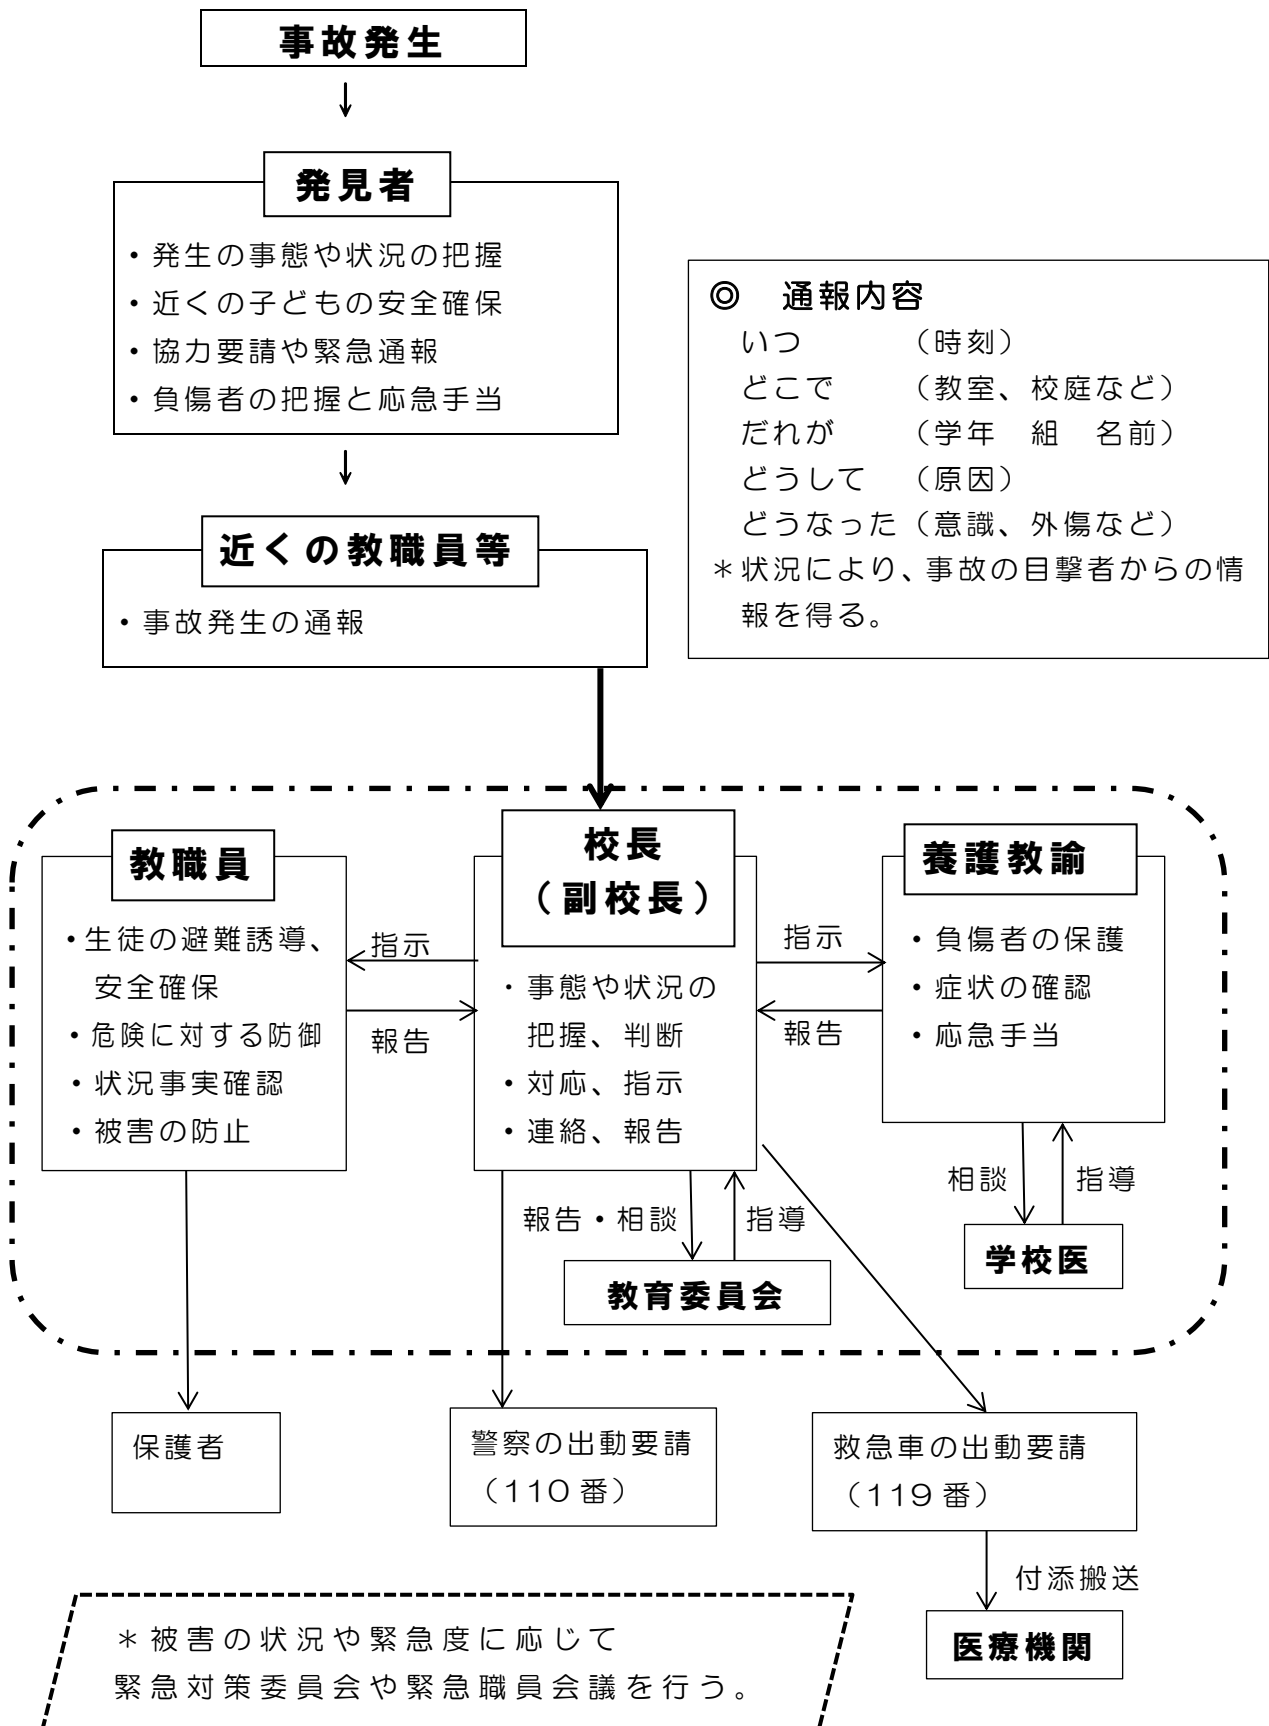 事故発生
発見者
・発生の事態や状況の把握
・近くの子どもの安全確保
・協力要請や緊急通報
・負傷者の把握と応急手当
◎　通報内容
いつ　　　（時刻）
どこで　　（教室、校庭など）
だれが　　（学年　組　名前）
どうして　（原因）
どうなった（意識、外傷など）
＊状況により、事故の目撃者からの情
報を得る。
近くの教職員等
・事故発生の通報
教職員
・生徒の避難誘導、
安全確保
・危険に対する防御
・状況事実確認
・被害の防止
指示
報告
校長
（副校長）
・事態や状況の
把握、判断
・対応、指示
・連絡、報告
指示
報告
養護教諭
・負傷者の保護
・症状の確認
・応急手当
報告・相談
指導
教育委員会
相談
指導
学校医
保護者
警察の出動要請
（110番）
救急車の出動要請
（119番）
付添搬送
医療機関
＊被害の状況や緊急度に応じて
緊急対策委員会や緊急職員会議を行う。